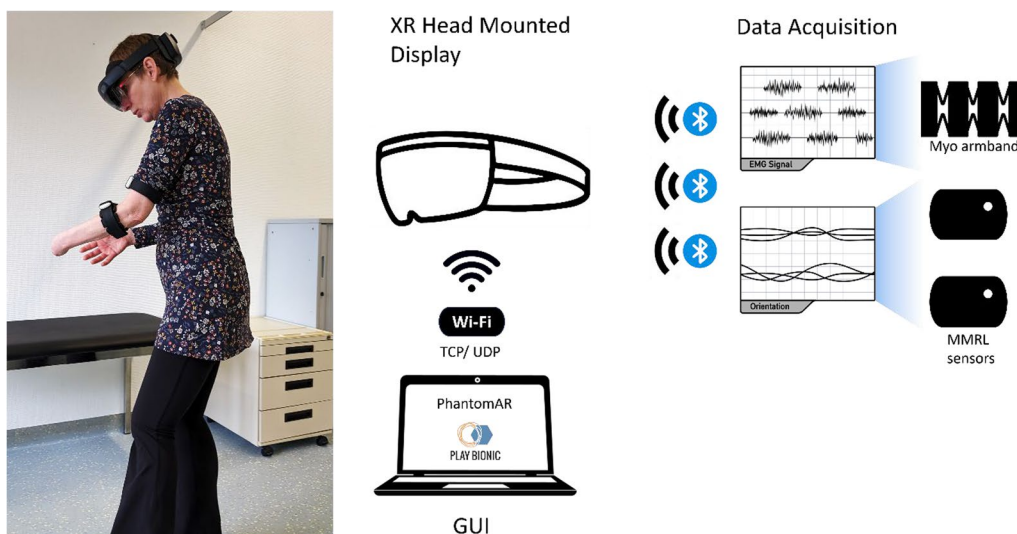 XR Head Mounted
Display
Wi-Fi
TCP/ UDP
PhantomAR
PLAY BIONIC
GUI
Data Acquisition
EMG Signal
Myo armband
Orientation
MMRL
sensors